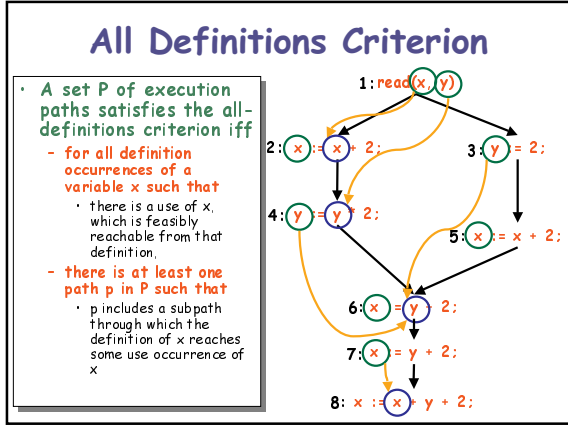 All Definitions Criterion
• A set P of execution
paths satisfies the all-
definitions criterion iff
– for all definition
occurrences of a
variable x such that
• there is a use of x,
which is feasibly
reachable from that
definition,
– there is at least one
path p in P such that
• p includes a subpath
through which the
definition of x reaches
some use occurrence of
x
1: read(x, y)
2: x := x + 2;
3: y := 2;
4: y := y * 2;
5: x := x + 2;
6: x := y + 2;
7: x := y + 2;
8: x := x + y + 2;